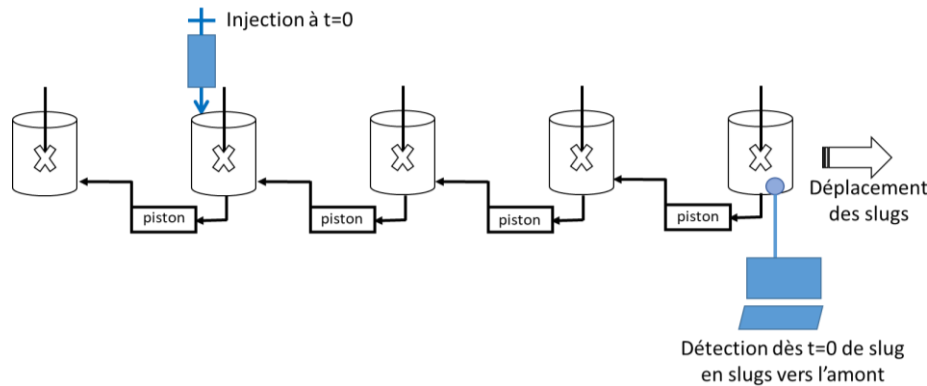 Injection à t=0
piston
piston
piston
piston
Déplacement
des slugs
Détection dès t=0 de slug
en slugs vers l'amont